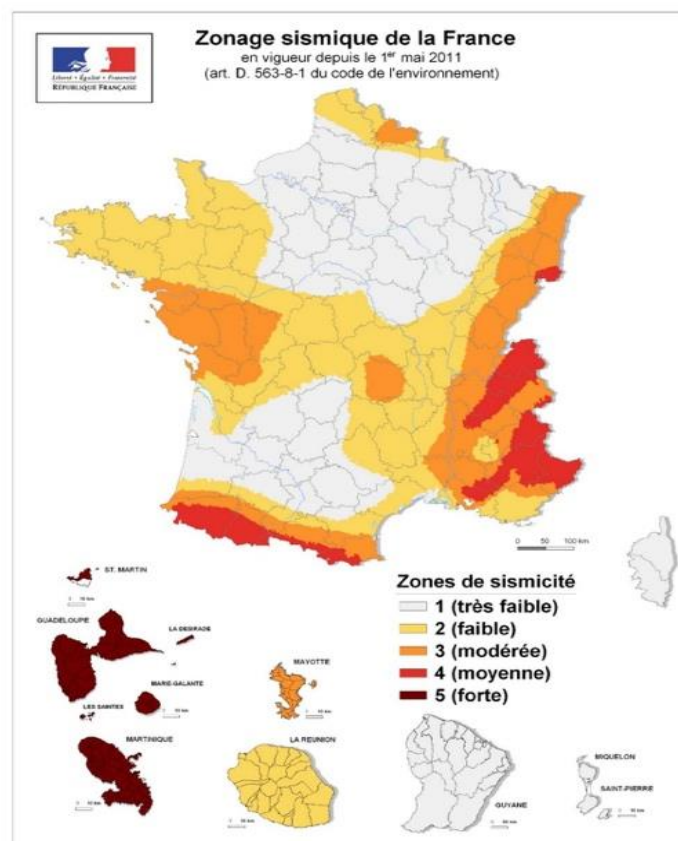 Zonage sismique de la France
en vigueur depuis le 1er mai 2011
(art. D. 563-8-1 du code de l'environnement)
Liberté • Égalité • Fraternité
RÉPUBLIQUE FRANÇAISE
0 50 100 km
Zones de sismicité
1 (très faible)
2 (faible)
3 (modérée)
4 (moyenne)
5 (forte)
ST. MARTIN
GUADELOUPE
LA DESIRADE
MARIE-GALANTE
LES SAINTES
MARTINIQUE
MAYOTTE
LA REUNION
GUYANE
MIQUELON
SAINT-PIERRE